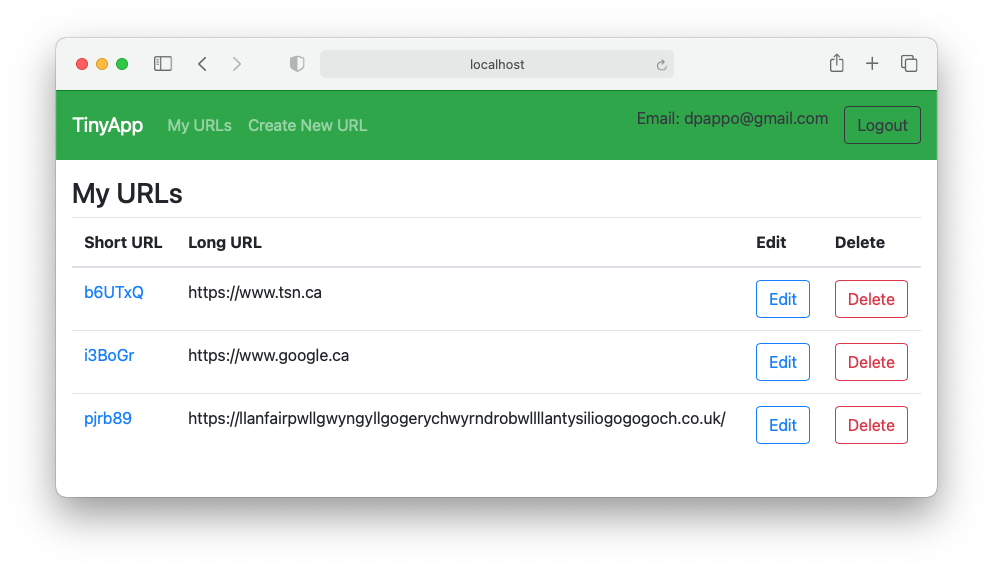 localhost
TinyApp My URLs Create New URL Email: dpappo@gmail.com Logout
My URLs
Short URL Long URL Edit Delete
b6UTxQ https://www.tsn.ca Edit Delete
i3BoGr https://www.google.ca Edit Delete
pjrb89 https://llanfairpwllgwyngyllgogerychwyrndrobwllllantysiliogogogoch.co.uk/ Edit Delete